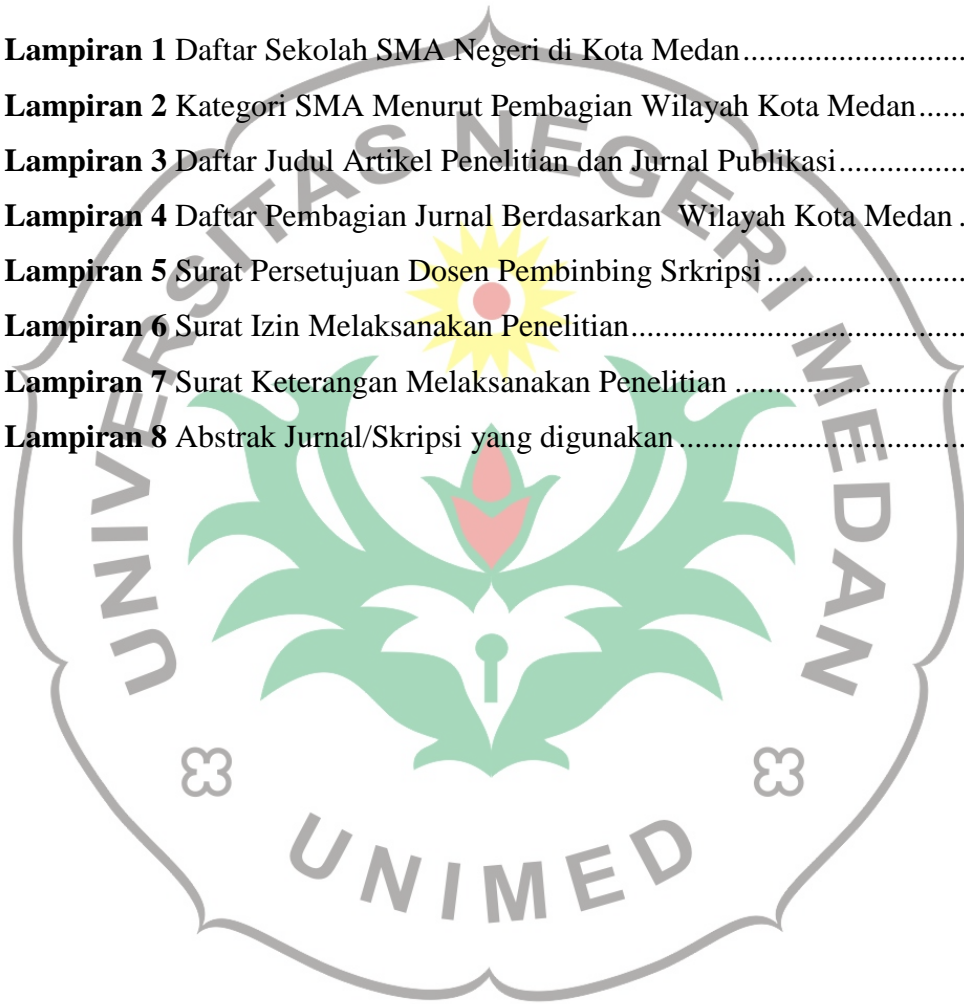 Lampiran 1 Daftar Sekolah SMA Negeri di Kota Medan............................
Lampiran 2 Kategori SMA Menurut Pembagian Wilayah Kota Medan......
Lampiran 3 Daftar Judul Artikel Penelitian dan Jurnal Publikasi................
Lampiran 4 Daftar Pembagian Jurnal Berdasarkan  Wilayah Kota Medan .
Lampiran 5 Surat Persetujuan Dosen Pembinbing Srkripsi.........................
Lampiran 6 Surat Izin Melaksanakan Penelitian..........................................
Lampiran 7 Surat Keterangan Melaksanakan Penelitian .............................
Lampiran 8 Abstrak Jurnal/Skripsi yang digunakan....................................
UNIVERSITAS NEGERI MEDAN
UNIMED